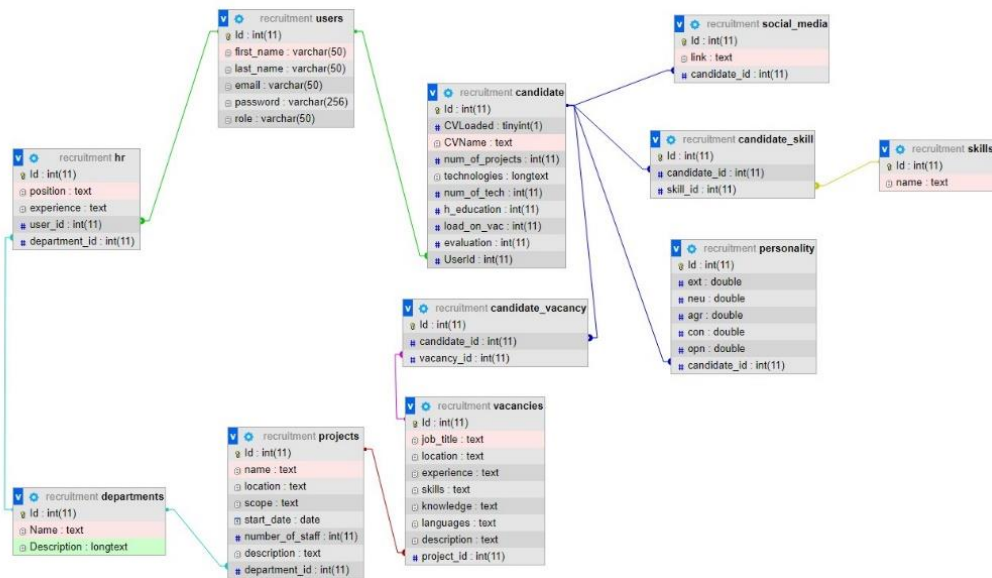 recruitment users
Id : int(11)
first_name : varchar(50)
last_name : varchar(50)
email : varchar(50)
password : varchar(256)
role : varchar(50)
recruitment social_media
Id : int(11)
link : text
candidate_id : int(11)
recruitment candidate
Id : int(11)
CVLoaded : tinyint(1)
CVName : text
num_of_projects : int(11)
technologies : longtext
num_of_tech : int(11)
h_education : int(11)
load_on_vac : int(11)
evaluation : int(11)
UserId : int(11)
recruitment candidate_skill
Id : int(11)
candidate_id : int(11)
skill_id : int(11)
recruitment skills
Id : int(11)
name : text
recruitment hr
Id : int(11)
position : text
experience : text
user_id : int(11)
department_id : int(11)
recruitment personality
Id : int(11)
ext : double
neu : double
agr : double
con : double
opn : double
candidate_id : int(11)
recruitment candidate_vacancy
Id : int(11)
candidate_id : int(11)
vacancy_id : int(11)
recruitment vacancies
Id : int(11)
job_title : text
location : text
experience : text
skills : text
knowledge : text
languages : text
description : text
project_id : int(11)
recruitment projects
Id : int(11)
name : text
location : text
scope : text
start_date : date
number_of_staff : int(11)
description : text
department_id : int(11)
recruitment departments
Id : int(11)
Name : text
Description : longtext